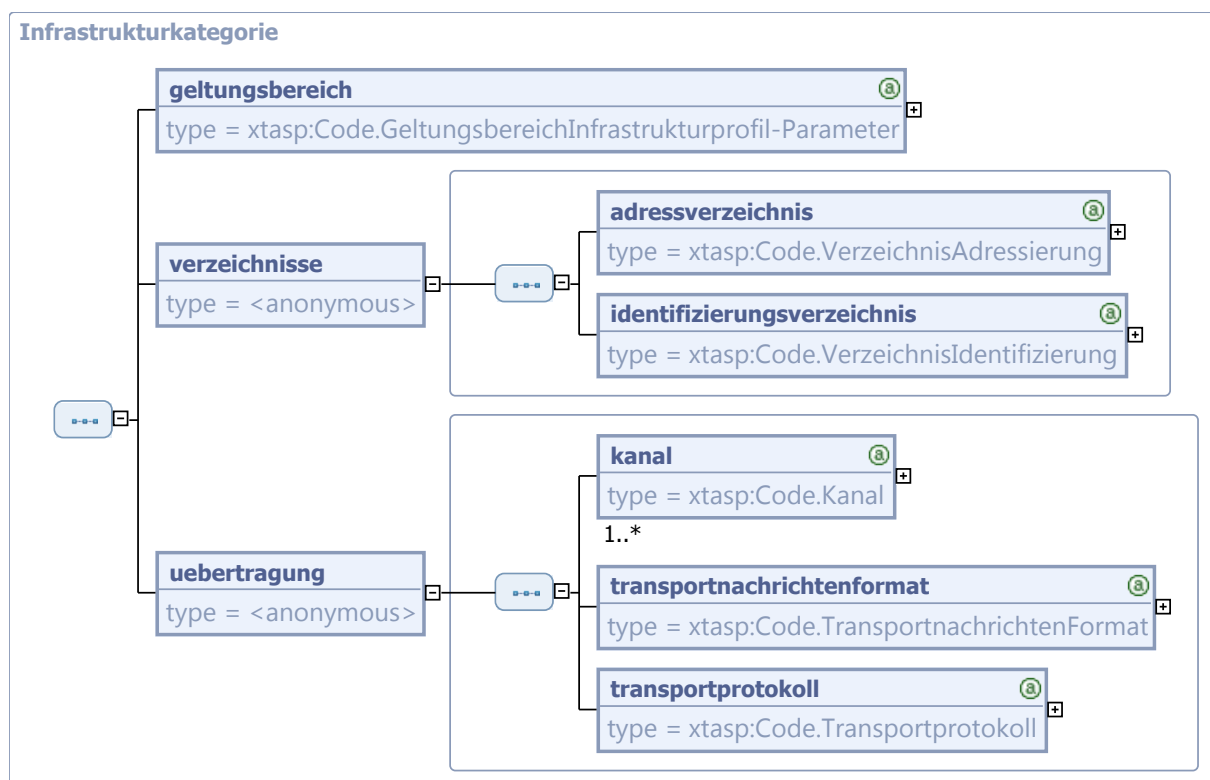 Infrastrukturkategorie
geltungsbereich
type = xtasp:Code.GeltungsbereichInfrastrukturprofil-Parameter
verzeichnisse
type = <anonymous>
adressverzeichnis
type = xtasp:Code.VerzeichnisAdressierung
identifizierungsverzeichnis
type = xtasp:Code.VerzeichnisIdentifizierung
uebertragung
type = <anonymous>
kanal
type = xtasp:Code.Kanal
1..*
transportnachrichtenformat
type = xtasp:Code.TransportnachrichtenFormat
transportprotokoll
type = xtasp:Code.Transportprotokoll